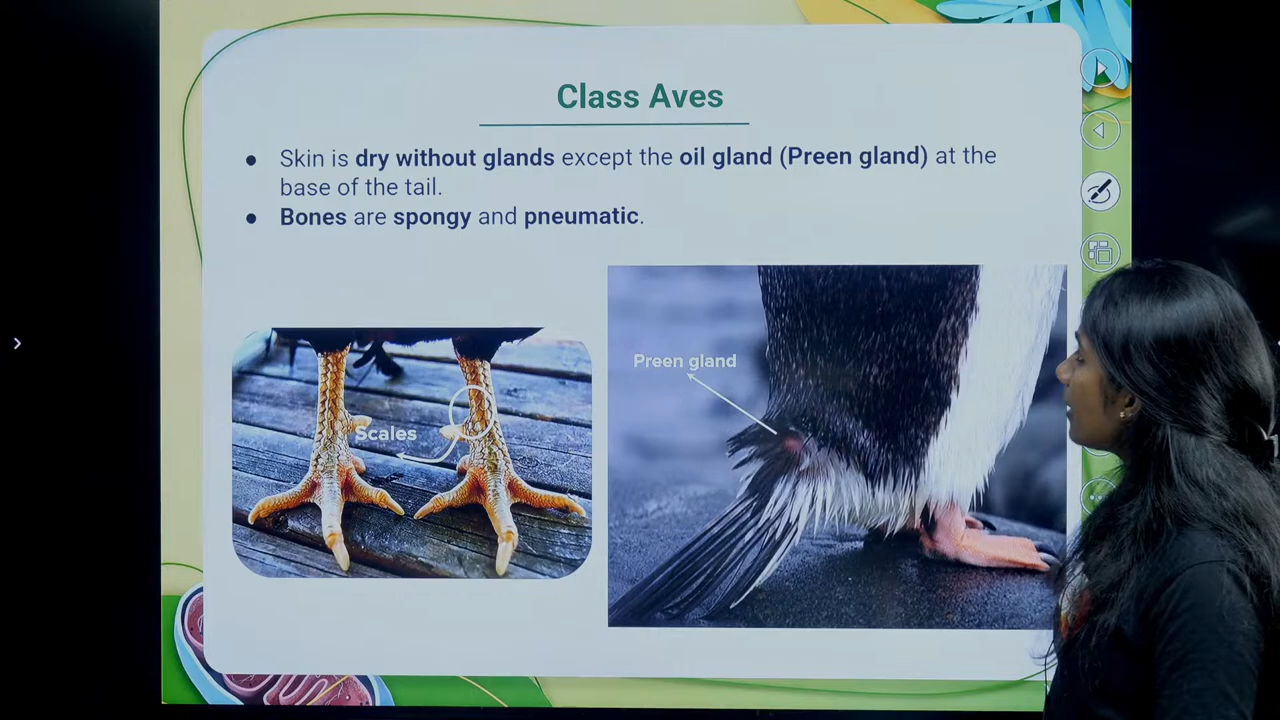 Class Aves
● Skin is dry without glands except the oil gland (Preen gland) at the
base of the tail.
● Bones are spongy and pneumatic.
Scales
Preen gland